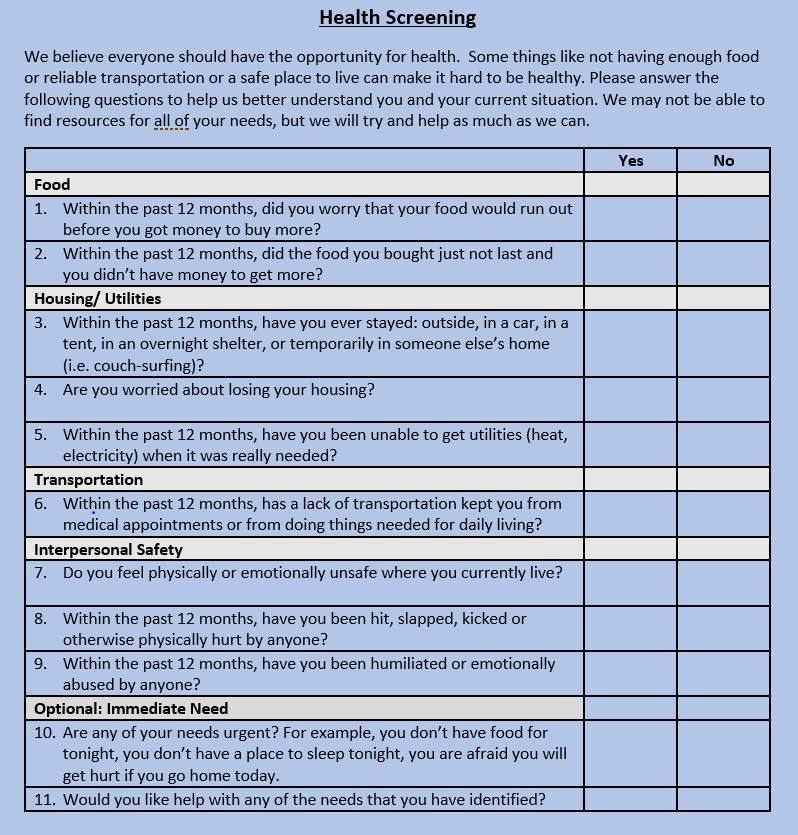 Health Screening
We believe everyone should have the opportunity for health.  Some things like not having enough food
or reliable transportation or a safe place to live can make it hard to be healthy. Please answer the
following questions to help us better understand you and your current situation. We may not be able to
find resources for all of your needs, but we will try and help as much as we can.
Yes No
Food
1. Within the past 12 months, did you worry that your food would run out
before you got money to buy more?
2. Within the past 12 months, did the food you bought just not last and
you didn’t have money to get more?
Housing/ Utilities
3. Within the past 12 months, have you ever stayed: outside, in a car, in a
tent, in an overnight shelter, or temporarily in someone else’s home
(i.e. couch-surfing)?
4. Are you worried about losing your housing?
5. Within the past 12 months, have you been unable to get utilities (heat,
electricity) when it was really needed?
Transportation
6. Within the past 12 months, has a lack of transportation kept you from
medical appointments or from doing things needed for daily living?
Interpersonal Safety
7. Do you feel physically or emotionally unsafe where you currently live?
8. Within the past 12 months, have you been hit, slapped, kicked or
otherwise physically hurt by anyone?
9. Within the past 12 months, have you been humiliated or emotionally
abused by anyone?
Optional: Immediate Need
10. Are any of your needs urgent? For example, you don’t have food for
tonight, you don’t have a place to sleep tonight, you are afraid you will
get hurt if you go home today.
11. Would you like help with any of the needs that you have identified?